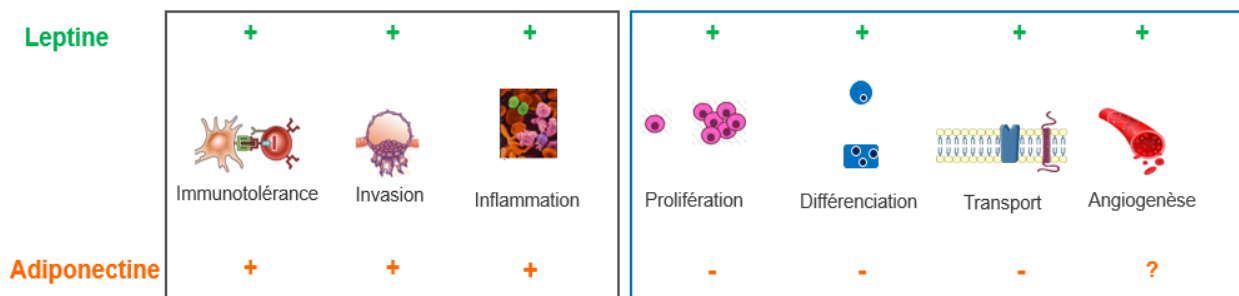 Leptine + + + + + + +
Immunotolérance Invasion Inflammation Prolifération Différenciation Transport Angiogenèse
Adiponectine + + + - - - ?